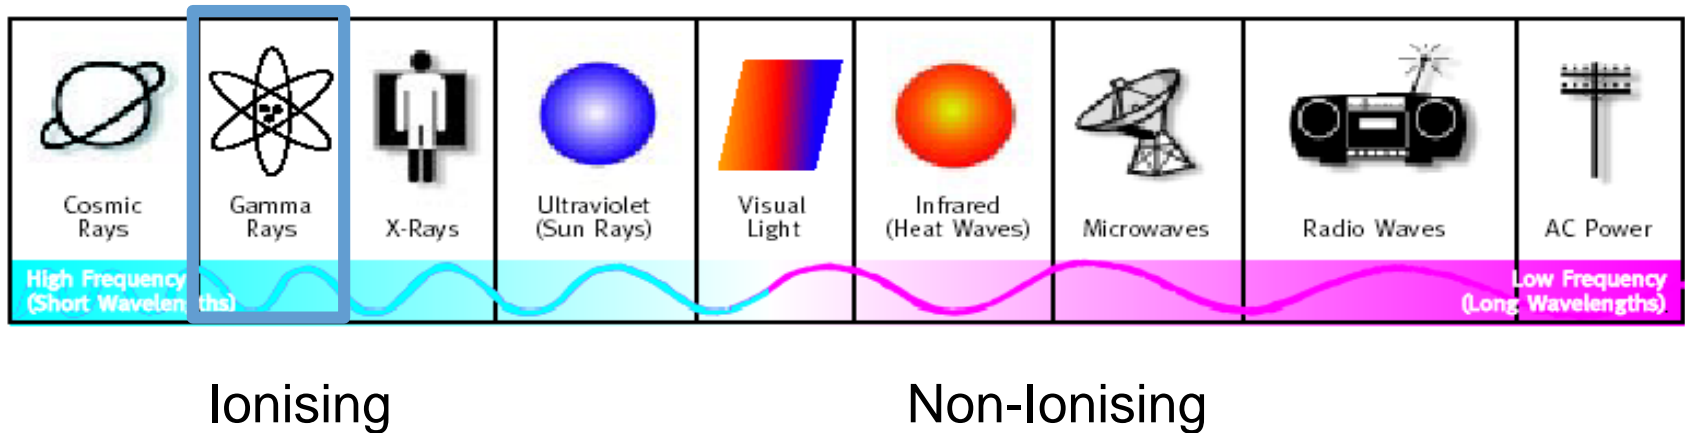 Cosmic
Rays
Gamma
Rays
X-Rays
Ultraviolet
(Sun Rays)
Visual
Light
Infrared
(Heat Waves)
Microwaves
Radio Waves
AC Power
High Frequency
(Short Wavelengths)
Low Frequency
(Long Wavelengths)
Ionising
Non-Ionising